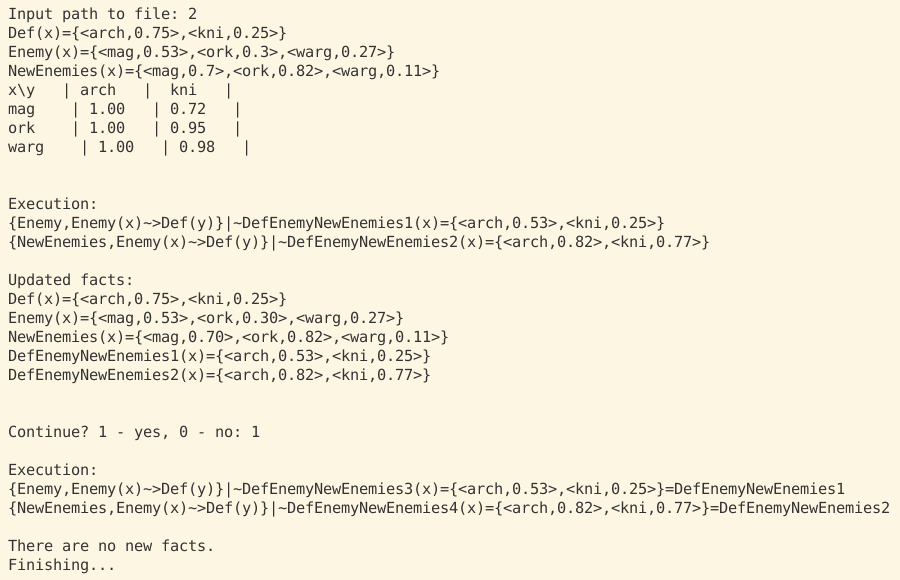 Input path to file: 2
Def(x)={<arch,0.75>,<kni,0.25>}
Enemy(x)={<mag,0.53>,<ork,0.3>,<warg,0.27>}
NewEnemies(x)={<mag,0.7>,<ork,0.82>,<warg,0.11>}
x\y   | arch   |  kni   |
mag    | 1.00   | 0.72   |
ork    | 1.00   | 0.95   |
warg    | 1.00   | 0.98   |
Execution:
{Enemy,Enemy(x)~>Def(y)}|~DefEnemyNewEnemies1(x)={<arch,0.53>,<kni,0.25>}
{NewEnemies,Enemy(x)~>Def(y)}|~DefEnemyNewEnemies2(x)={<arch,0.82>,<kni,0.77>}
Updated facts:
Def(x)={<arch,0.75>,<kni,0.25>}
Enemy(x)={<mag,0.53>,<ork,0.30>,<warg,0.27>}
NewEnemies(x)={<mag,0.70>,<ork,0.82>,<warg,0.11>}
DefEnemyNewEnemies1(x)={<arch,0.53>,<kni,0.25>}
DefEnemyNewEnemies2(x)={<arch,0.82>,<kni,0.77>}
Continue? 1 - yes, 0 - no: 1
Execution:
{Enemy,Enemy(x)~>Def(y)}|~DefEnemyNewEnemies3(x)={<arch,0.53>,<kni,0.25>}=DefEnemyNewEnemies1
{NewEnemies,Enemy(x)~>Def(y)}|~DefEnemyNewEnemies4(x)={<arch,0.82>,<kni,0.77>}=DefEnemyNewEnemies2
There are no new facts.
Finishing...